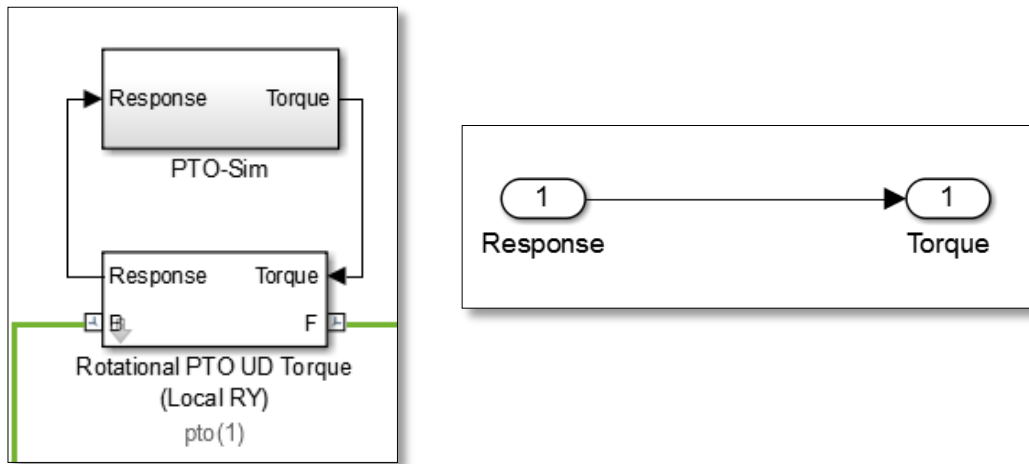 Response Torque
PTO-Sim
Response Torque
B F
Rotational PTO UD Torque
(Local RY)
pto(1)
1 1
Response Torque